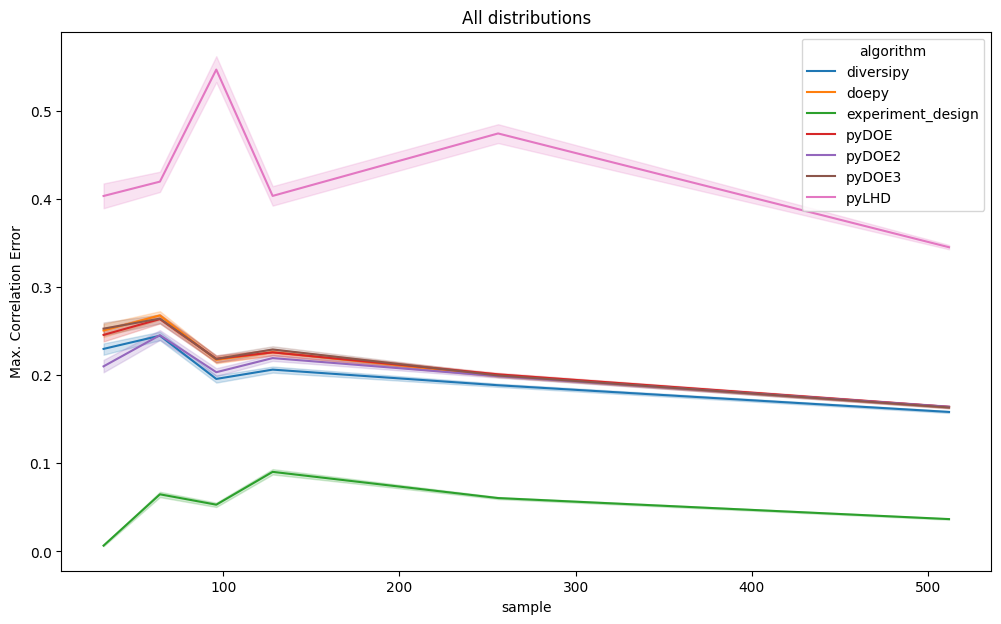 All distributions
algorithm
diversipy
doepy
experiment_design
pyDOE
pyDOE2
pyDOE3
pyLHD
Max. Correlation Error
0.5
0.4
0.3
0.2
0.1
0.0
100
200
300
400
500
sample